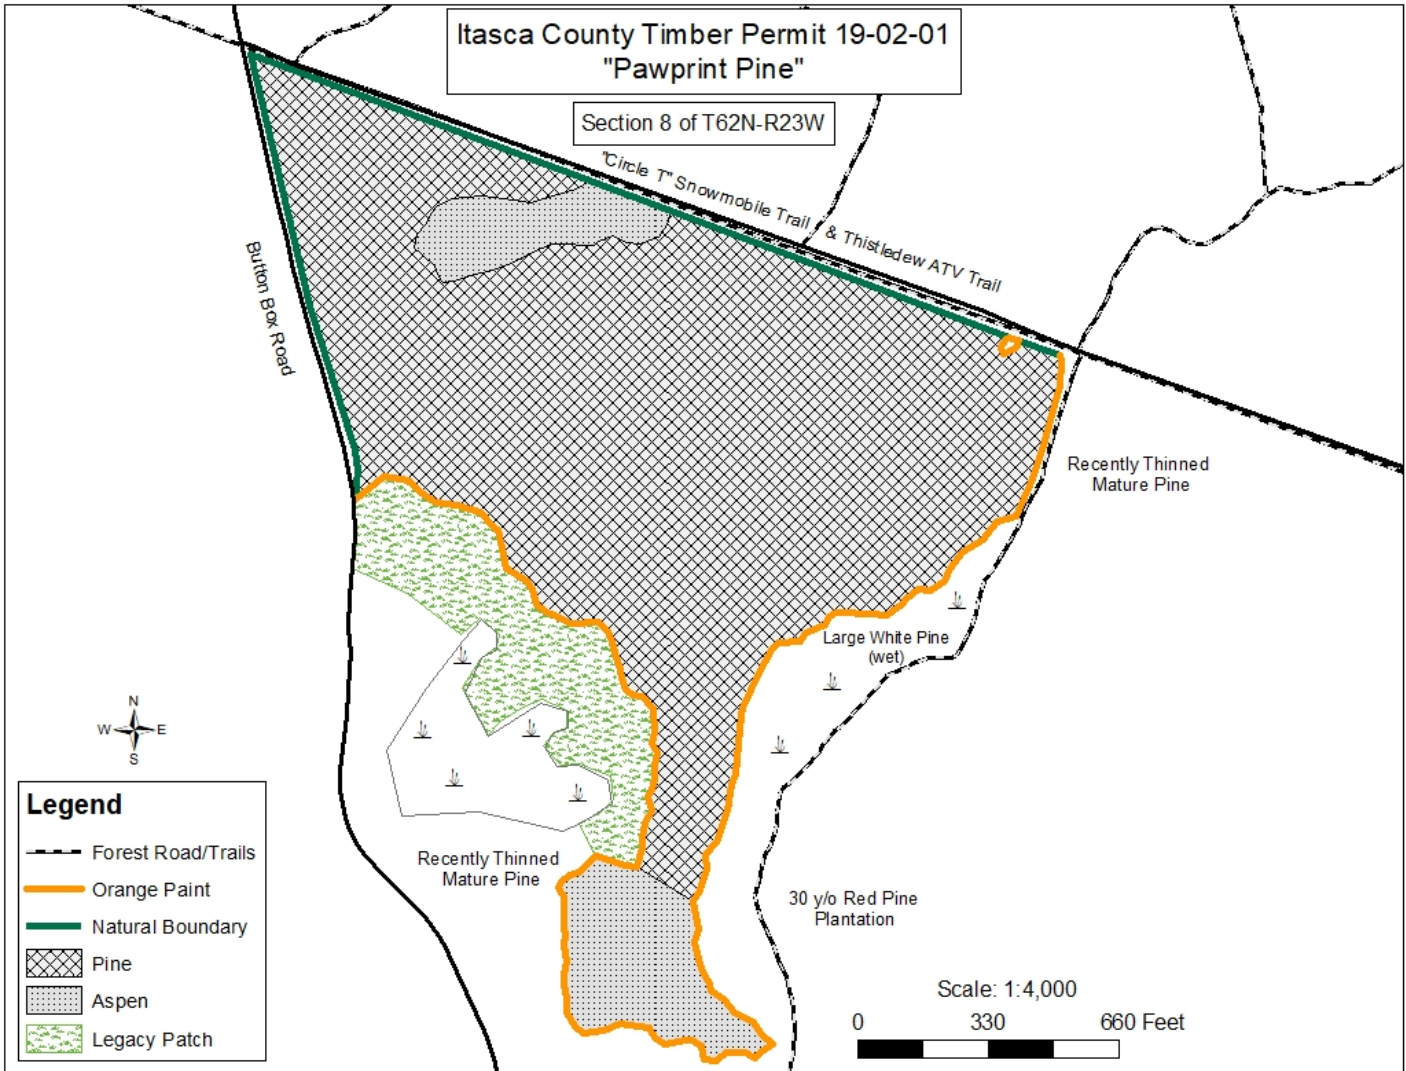 Itasca County Timber Permit 19-02-01
"Pawprint Pine"
Section 8 of T62N-R23W
"Circle T" Snowmobile Trail & Thistledew ATV Trail
Button Box Road
Recently Thinned
Mature Pine
Large White Pine
(wet)
N
W E
S
Recently Thinned
Mature Pine
30 y/o Red Pine
Plantation
Legend
Forest Road/Trails
Orange Paint
Natural Boundary
Pine
Aspen
Legacy Patch
Scale: 1:4,000
0 330 660 Feet